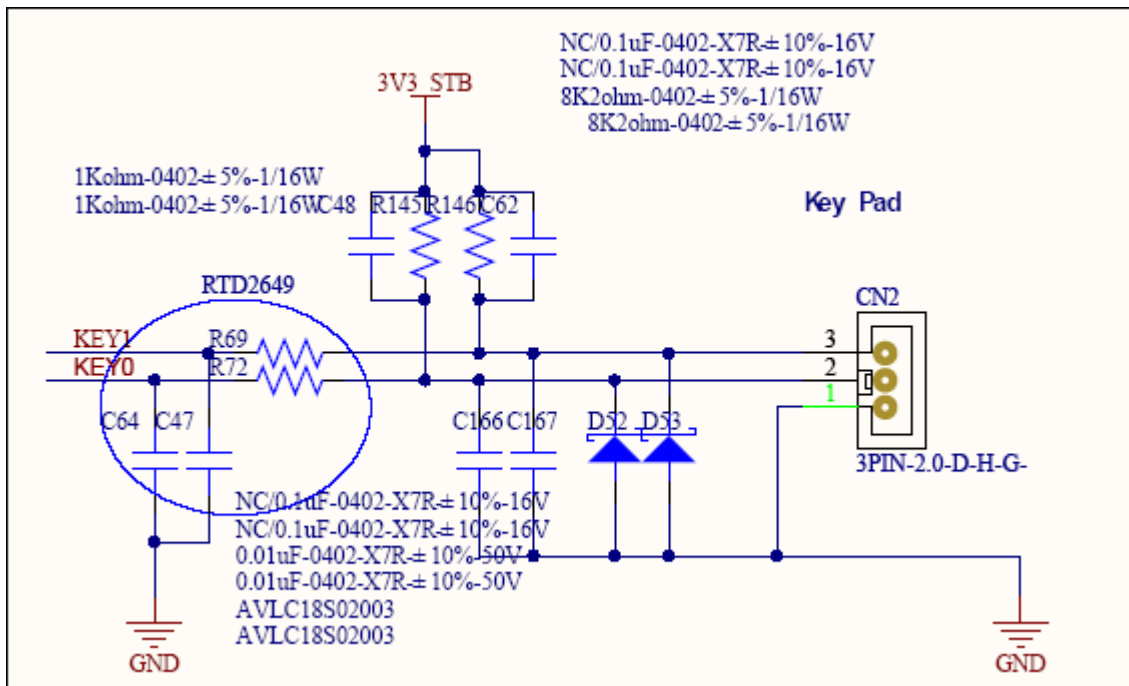 NC/0.1uF-0402-X7R-±10%-16V
NC/0.1uF-0402-X7R-±10%-16V
8K2ohm-0402-±5%-1/16W
8K2ohm-0402-±5%-1/16W
3V3_STB
1Kohm-0402-±5%-1/16W
1Kohm-0402-±5%-1/16W
C48 R145 R146 C62
Key Pad
RTD2649
CN2
KEY1 R69 3
KEY0 R72 2
1
C64 C47 C166 C167 D52 D53
3PIN-2.0-D-H-G-
NC/0.1uF-0402-X7R-±10%-16V
NC/0.1uF-0402-X7R-±10%-16V
0.01uF-0402-X7R-±10%-50V
0.01uF-0402-X7R-±10%-50V
AVLC18S02003
AVLC18S02003
GND GND